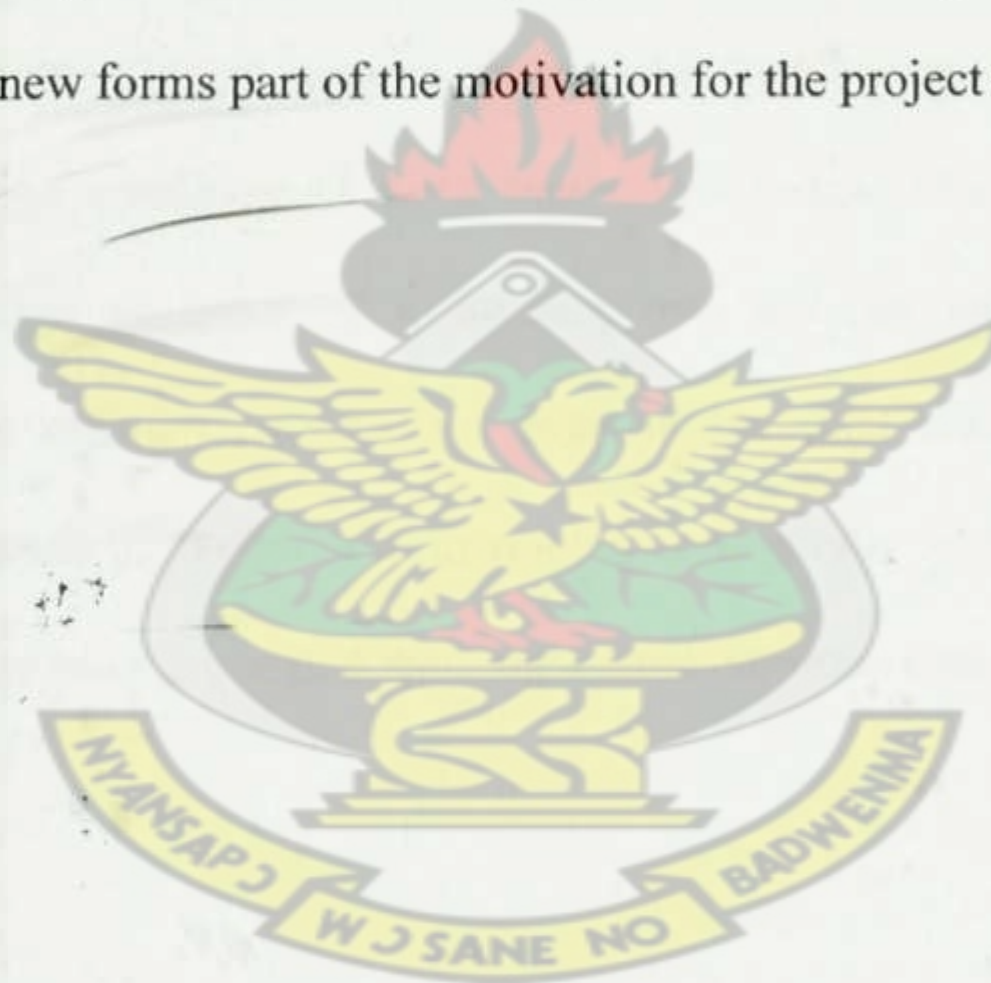 new forms part of the motivation for the project
NYANSAPƆ
WƆSANE NO
BADWENMA